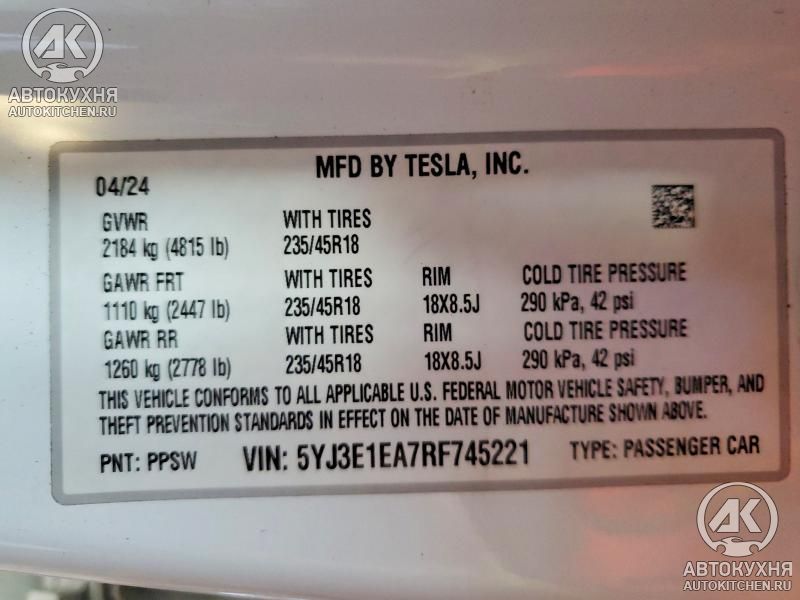 AK
АВТОКУХНЯ
AUTOKITCHEN.RU
MFD BY TESLA, INC.
04/24
GVWR WITH TIRES
2184 kg (4815 lb) 235/45R18
GAWR FRT WITH TIRES RIM COLD TIRE PRESSURE
1110 kg (2447 lb) 235/45R18 18X8.5J 290 kPa, 42 psi
GAWR RR WITH TIRES RIM COLD TIRE PRESSURE
1260 kg (2778 lb) 235/45R18 18X8.5J 290 kPa, 42 psi
THIS VEHICLE CONFORMS TO ALL APPLICABLE U.S. FEDERAL MOTOR VEHICLE SAFETY, BUMPER, AND
THEFT PREVENTION STANDARDS IN EFFECT ON THE DATE OF MANUFACTURE SHOWN ABOVE.
PNT: PPSW VIN: 5YJ3E1EA7RF745221 TYPE: PASSENGER CAR
AK
АВТОКУХНЯ
AUTOKITCHEN.RU